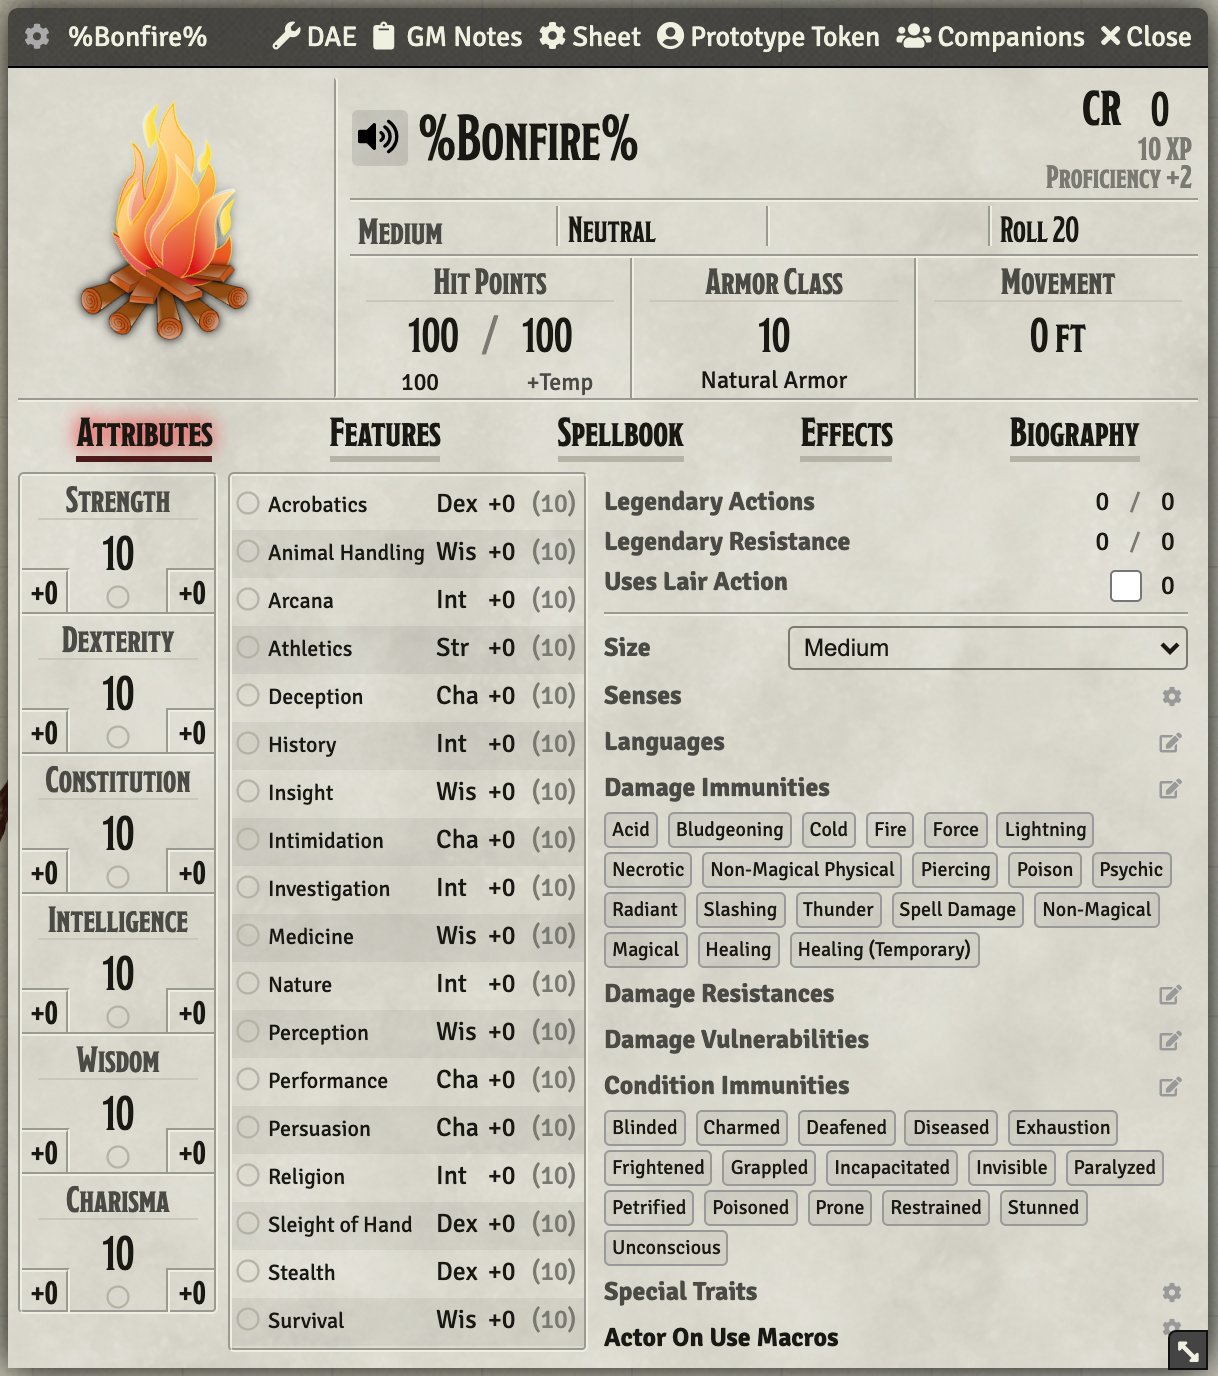 %Bonfire% DAE GM Notes Sheet Prototype Token Companions Close
%Bonfire%
CR 0
10 XP
Proficiency +2
Medium Neutral Roll 20
Hit Points Armor Class Movement
100 / 100 10 0 ft
100 +Temp Natural Armor
Attributes Features Spellbook Effects Biography
Strength
10
+0 +0
Dexterity
10
+0 +0
Constitution
10
+0 +0
Intelligence
10
+0 +0
Wisdom
10
+0 +0
Charisma
10
+0 +0
Acrobatics Dex +0 (10)
Animal Handling Wis +0 (10)
Arcana Int +0 (10)
Athletics Str +0 (10)
Deception Cha +0 (10)
History Int +0 (10)
Insight Wis +0 (10)
Intimidation Cha +0 (10)
Investigation Int +0 (10)
Medicine Wis +0 (10)
Nature Int +0 (10)
Perception Wis +0 (10)
Performance Cha +0 (10)
Persuasion Cha +0 (10)
Religion Int +0 (10)
Sleight of Hand Dex +0 (10)
Stealth Dex +0 (10)
Survival Wis +0 (10)
Legendary Actions 0 / 0
Legendary Resistance 0 / 0
Uses Lair Action 0
Size Medium
Senses
Languages
Damage Immunities
Acid Bludgeoning Cold Fire Force Lightning
Necrotic Non-Magical Physical Piercing Poison Psychic
Radiant Slashing Thunder Spell Damage Non-Magical
Magical Healing Healing (Temporary)
Damage Resistances
Damage Vulnerabilities
Condition Immunities
Blinded Charmed Deafened Diseased Exhaustion
Frightened Grappled Incapacitated Invisible Paralyzed
Petrified Poisoned Prone Restrained Stunned
Unconscious
Special Traits
Actor On Use Macros